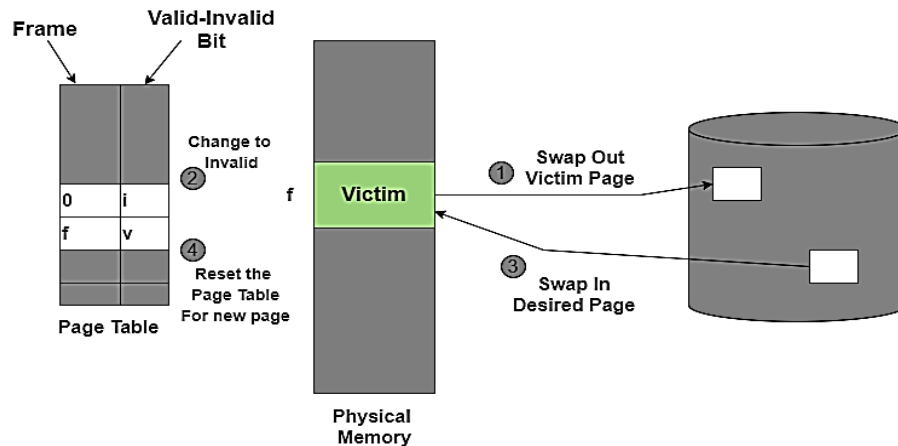 Frame
Valid-Invalid
Bit
Change to
Invalid
2
0 i
f v
4
Reset the
Page Table
For new page
Page Table
f
Victim
1
Swap Out
Victim Page
3
Swap In
Desired Page
Physical
Memory